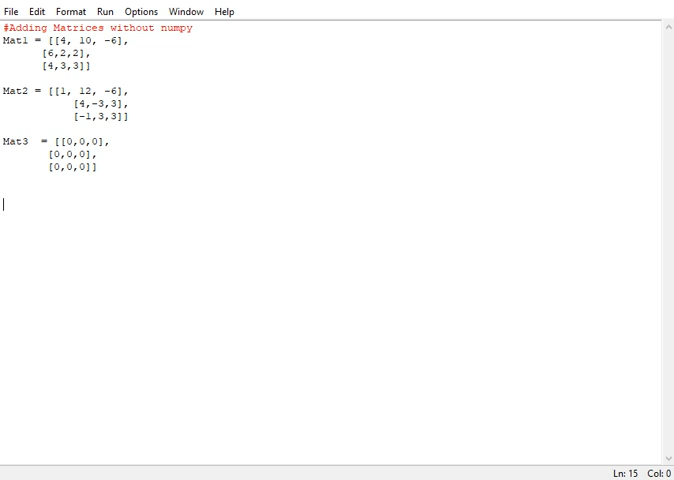 File Edit Format Run Options Window Help
#Adding Matrices without numpy
Mat1 = [[4, 10, -6],
[6,2,2],
[4,3,3]]
Mat2 = [[1, 12, -6],
[4,-3,3],
[-1,3,3]]
Mat3  = [[0,0,0],
[0,0,0],
[0,0,0]]
Ln: 15 Col: 0